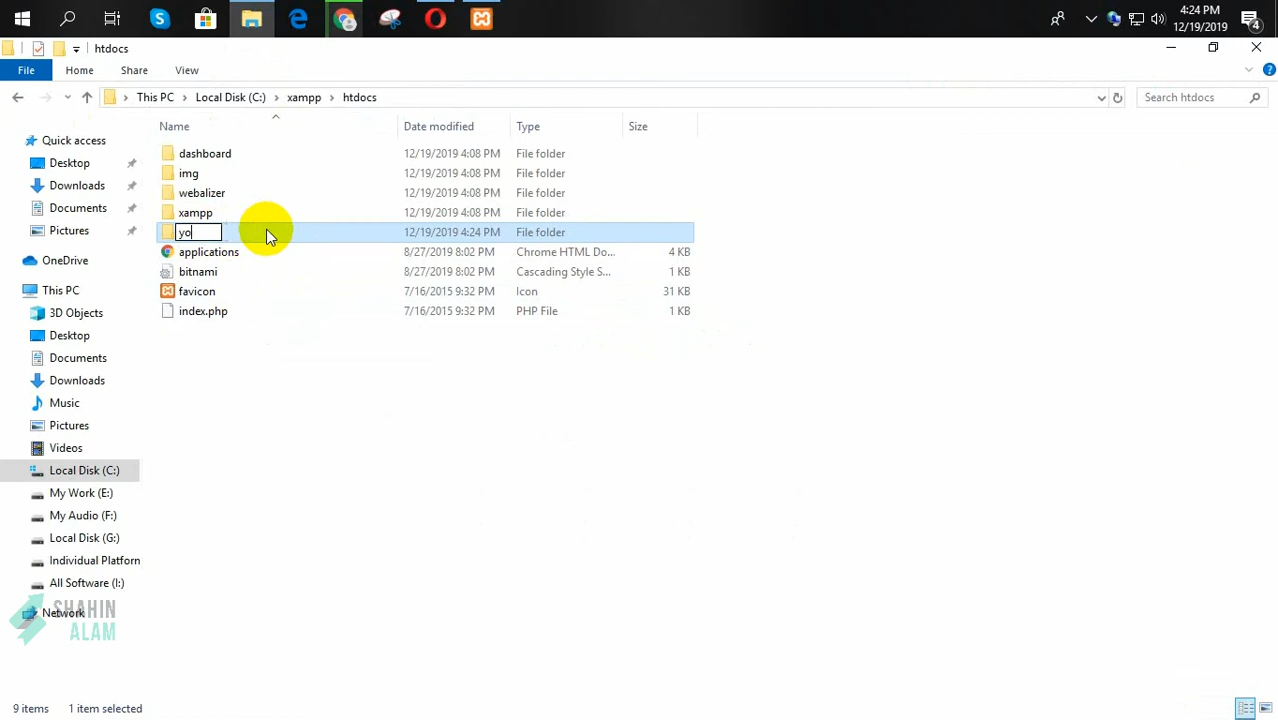 4:24 PM
12/19/2019
4
htdocs
File Home Share View
This PC Local Disk (C:) xampp htdocs
Search htdocs
Name Date modified Type Size
Quick access
Desktop
Downloads
Documents
Pictures
OneDrive
This PC
3D Objects
Desktop
Documents
Downloads
Music
Pictures
Videos
Local Disk (C:)
My Work (E:)
My Audio (F:)
Local Disk (G:)
Individual Platforn
All Software (I:)
Network
dashboard 12/19/2019 4:08 PM File folder
img 12/19/2019 4:08 PM File folder
webalizer 12/19/2019 4:08 PM File folder
xampp 12/19/2019 4:08 PM File folder
yo 12/19/2019 4:24 PM File folder
applications 8/27/2019 8:02 PM Chrome HTML Do... 4 KB
bitnami 8/27/2019 8:02 PM Cascading Style S... 1 KB
favicon 7/16/2015 9:32 PM Icon 31 KB
index.php 7/16/2015 9:32 PM PHP File 1 KB
SHAHIN
ALAM
9 items 1 item selected